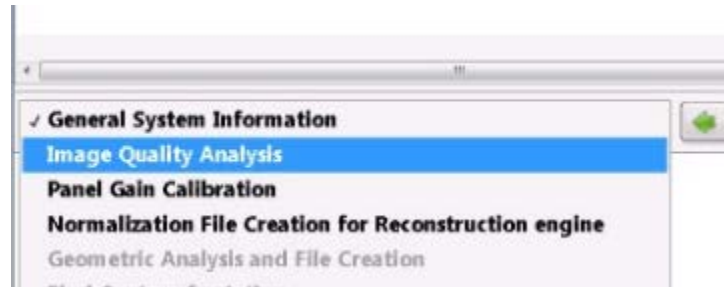 General System Information
Image Quality Analysis
Panel Gain Calibration
Normalization File Creation for Reconstruction engine
Geometric Analysis and File Creation